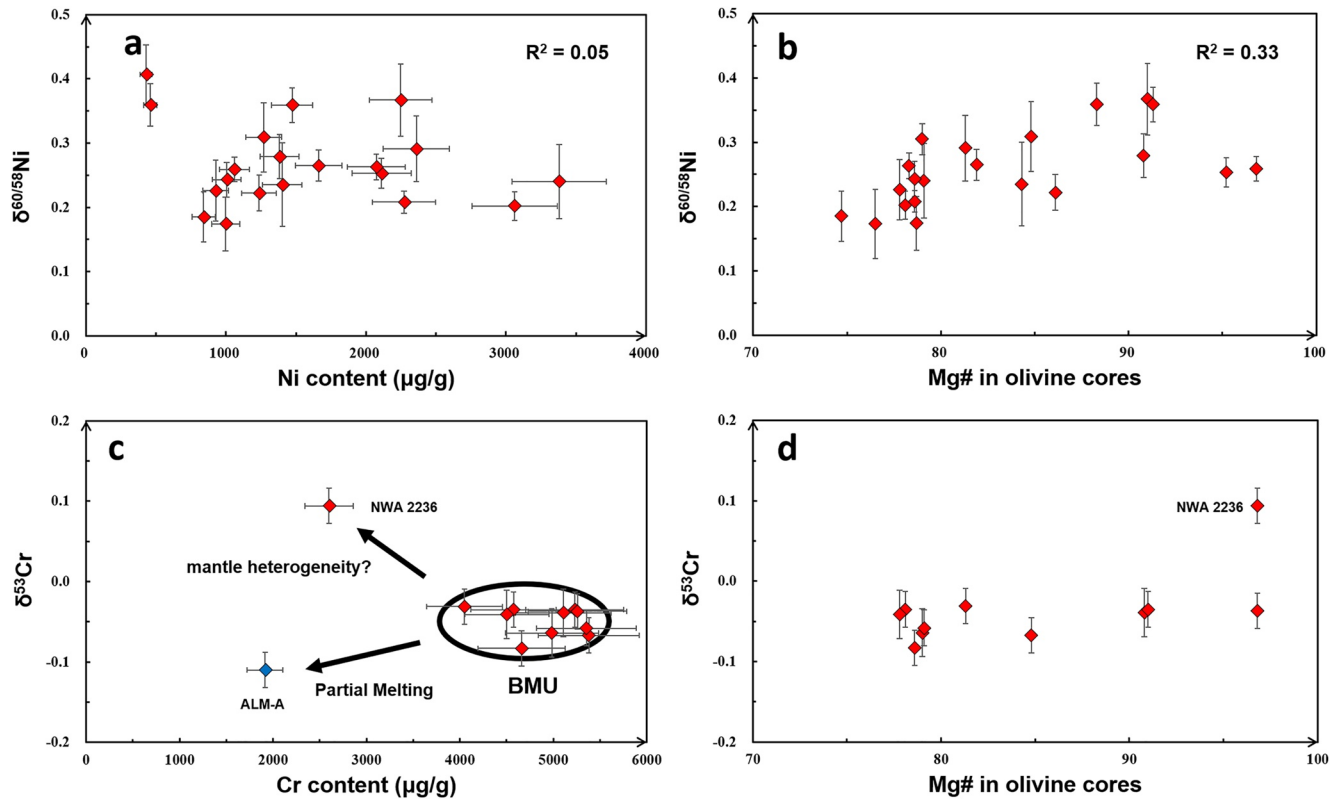 a
R² = 0.05
δ⁶⁰/⁵⁸Ni
0.5
0.4
0.3
0.2
0.1
0.0
0 1000 2000 3000 4000
Ni content (μg/g)
b
R² = 0.33
δ⁶⁰/⁵⁸Ni
0.5
0.4
0.3
0.2
0.1
0.0
70 80 90 100
Mg# in olivine cores
c
δ⁵³Cr
0.2
0.1
0.0
-0.1
-0.2
NWA 2236
mantle heterogeneity?
Partial Melting
BMU
ALM-A
0 1000 2000 3000 4000 5000 6000
Cr content (μg/g)
d
δ⁵³Cr
0.2
0.1
0.0
-0.1
-0.2
NWA 2236
70 80 90 100
Mg# in olivine cores